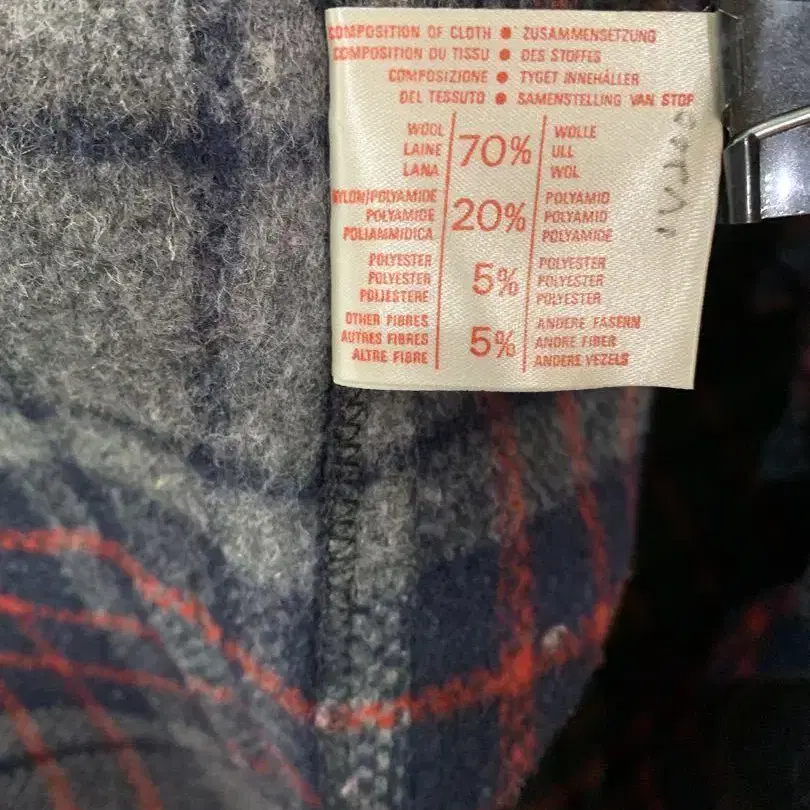 COMPOSITION OF CLOTH ● ZUSAMMENSETZUNG
COMPOSITION DU TISSU ● DES STOFFES
COMPOSIZIONE ● TYGET INNEHÅLLER
DEL TESSUTO ● SAMENSTELLING VAN STOF
WOOL
LAINE
LANA
70%
WOLLE
ULL
WOL
NYLON/POLYAMIDE
POLYAMIDE
POLIAMMIDICA
20%
POLYAMID
POLYAMID
POLYAMIDE
POLYESTER
POLYESTER
POLIESTERE
5%
POLYESTER
POLYESTER
POLYESTER
OTHER FIBRES
AUTRES FIBRES
ALTRE FIBRE
5%
ANDERE FASERN
ANDRE FIBER
ANDERE VEZELS